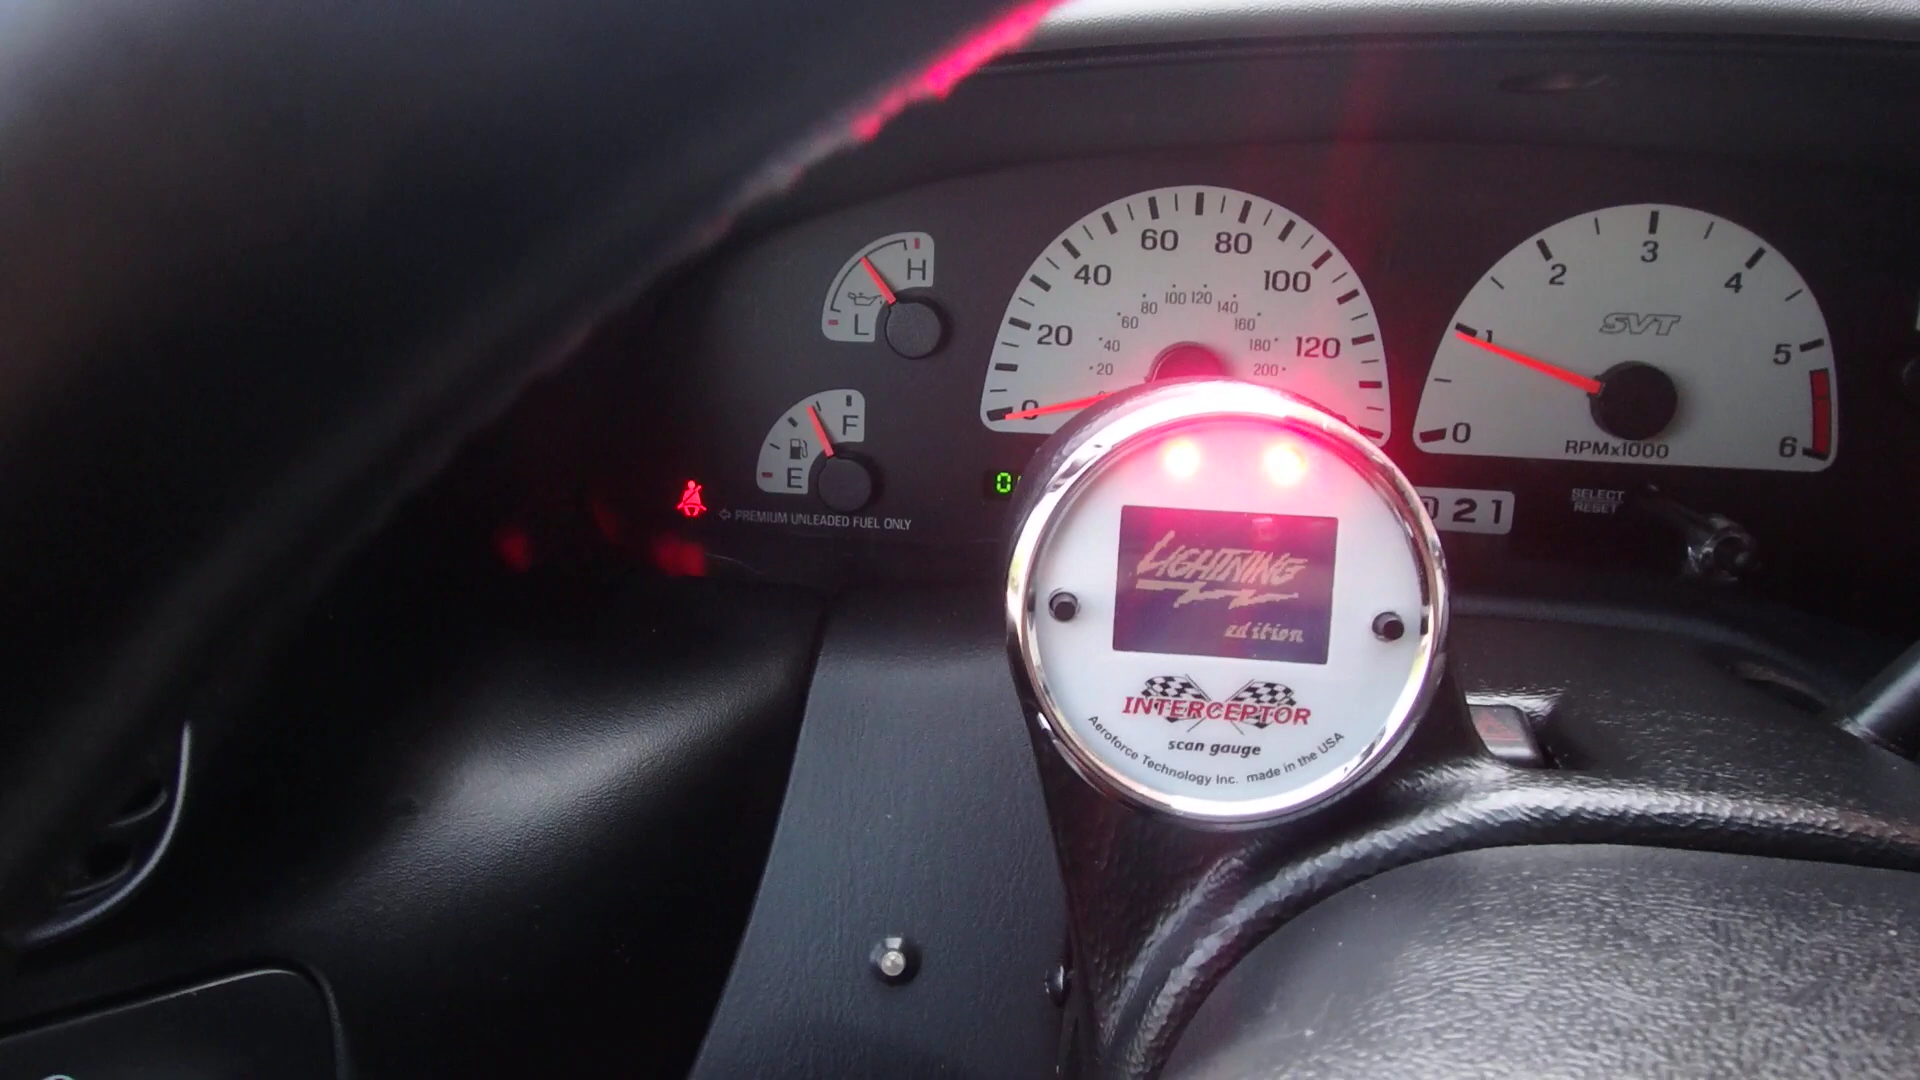 H
L
F
E
PREMIUM UNLEADED FUEL ONLY
0 20 40 60 80 100 120
20 40 60 80 100 120 140 160 180 200
0 1 2 3 4 5 6
SVT
RPMx1000
SELECT
RESET
21
LIGHTNING
edition
INTERCEPTOR
scan gauge
Aeroforce Technology Inc. made in the USA